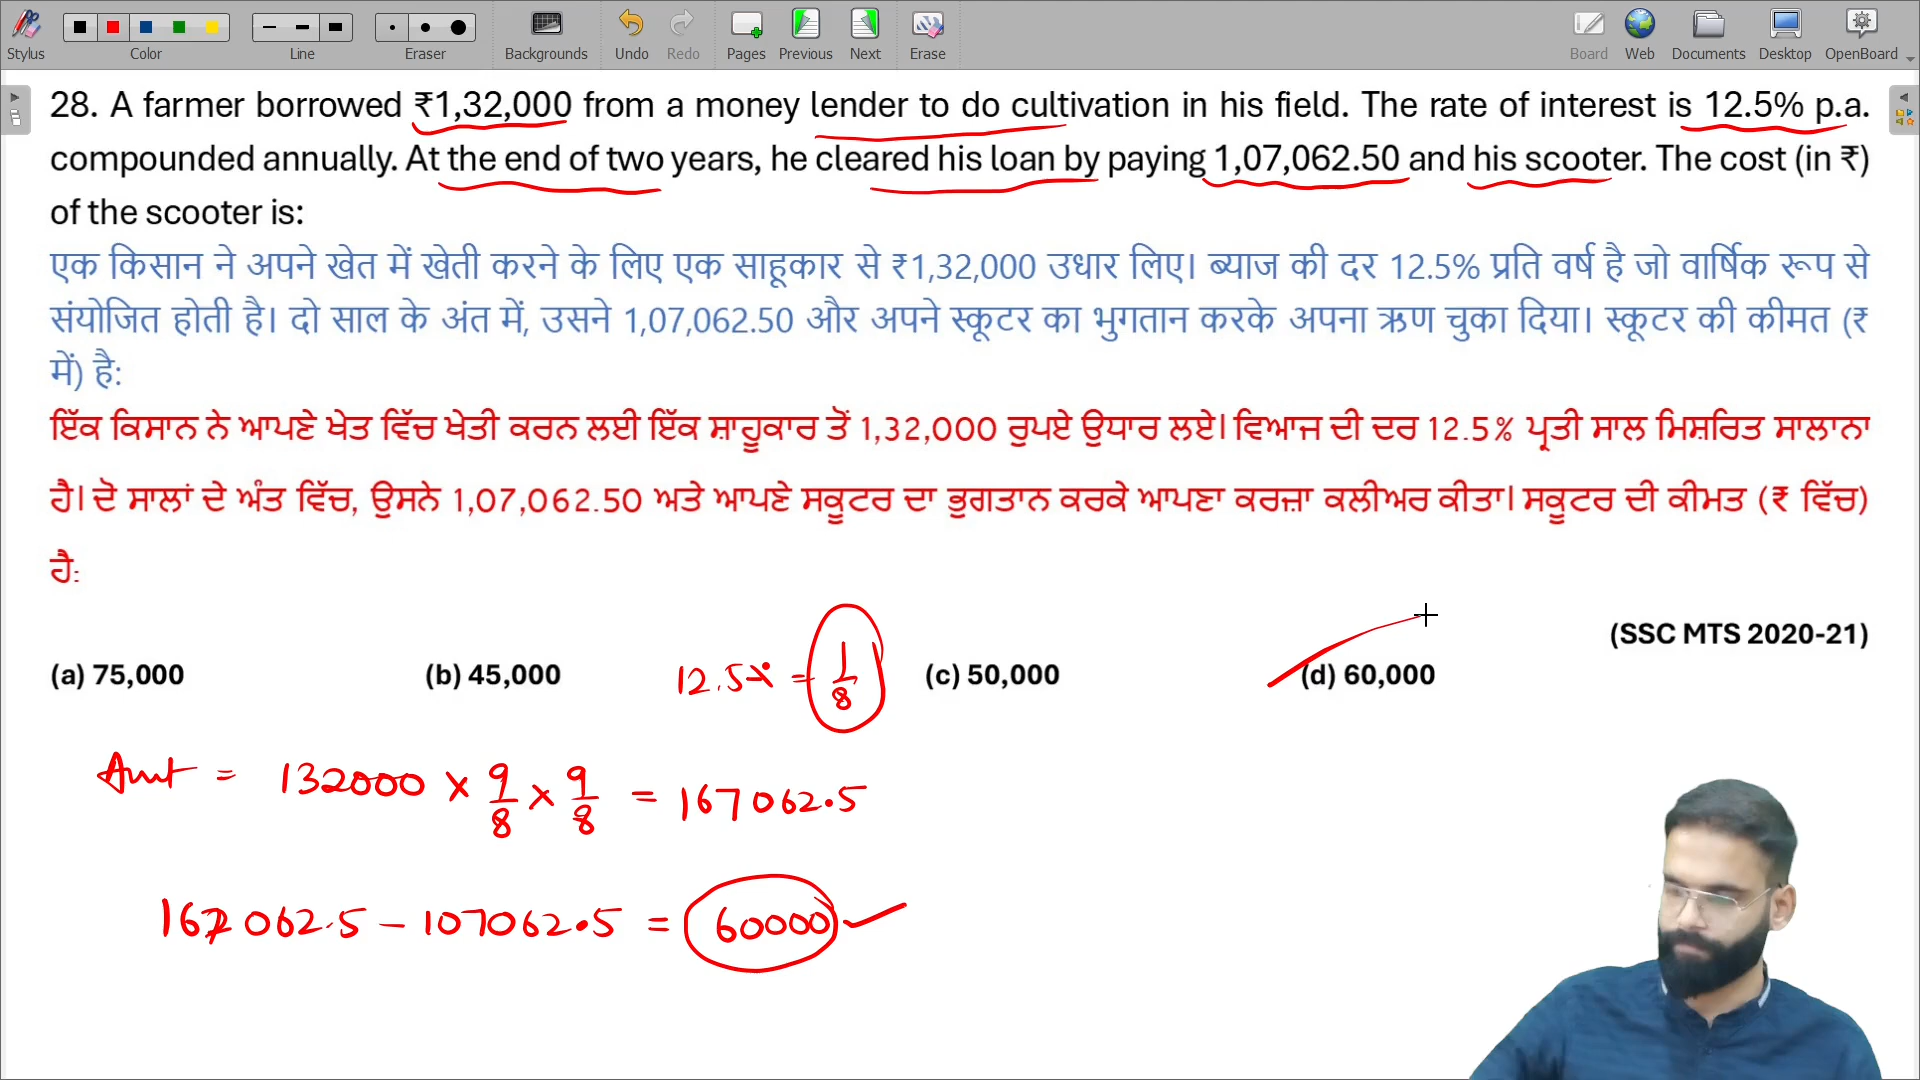 Stylus Color Line Eraser Backgrounds Undo Redo Pages Previous Next Erase Board Web Documents Desktop OpenBoard
28. A farmer borrowed ₹1,32,000 from a money lender to do cultivation in his field. The rate of interest is 12.5% p.a.
compounded annually. At the end of two years, he cleared his loan by paying 1,07,062.50 and his scooter. The cost (in ₹)
of the scooter is:
एक किसान ने अपने खेत में खेती करने के लिए एक साहूकार से ₹1,32,000 उधार लिए। ब्याज की दर 12.5% प्रति वर्ष है जो वार्षिक रूप से
संयोजित होती है। दो साल के अंत में, उसने 1,07,062.50 और अपने स्कूटर का भुगतान करके अपना ऋण चुका दिया। स्कूटर की कीमत (₹
में) है:
ਇੱਕ ਕਿਸਾਨ ਨੇ ਆਪਣੇ ਖੇਤ ਵਿੱਚ ਖੇਤੀ ਕਰਨ ਲਈ ਇੱਕ ਸ਼ਾਹੂਕਾਰ ਤੋਂ 1,32,000 ਰੁਪਏ ਉਧਾਰ ਲਏ। ਵਿਆਜ ਦੀ ਦਰ 12.5% ਪ੍ਰਤੀ ਸਾਲ ਮਿਸ਼ਰਿਤ ਸਾਲਾਨਾ
ਹੈ। ਦੋ ਸਾਲਾਂ ਦੇ ਅੰਤ ਵਿੱਚ, ਉਸਨੇ 1,07,062.50 ਅਤੇ ਆਪਣੇ ਸਕੂਟਰ ਦਾ ਭੁਗਤਾਨ ਕਰਕੇ ਆਪਣਾ ਕਰਜ਼ਾ ਕਲੀਅਰ ਕੀਤਾ। ਸਕੂਟਰ ਦੀ ਕੀਮਤ (₹ ਵਿੱਚ)
ਹੈ:
(SSC MTS 2020-21)
(a) 75,000 (b) 45,000 12.5% = 1/8 (c) 50,000 (d) 60,000
Amt = 132000 × 9/8 × 9/8 = 167062.5
167062.5 – 107062.5 = 60000